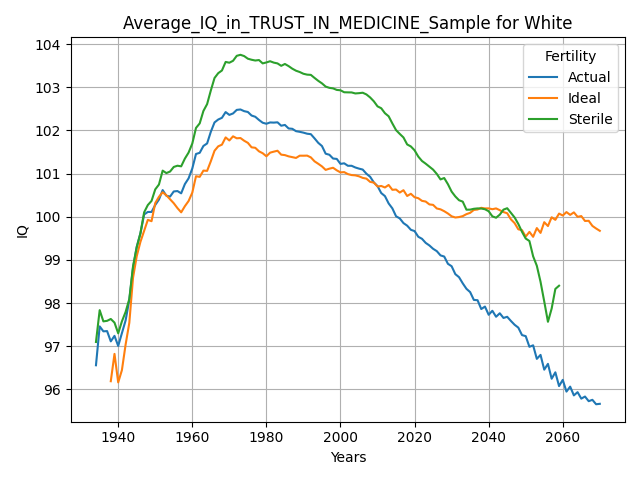 Average_IQ_in_TRUST_IN_MEDICINE_Sample for White
Fertility
Actual
Ideal
Sterile
104
103
102
101
100
99
98
97
96
IQ
1940
1960
1980
2000
2020
2040
2060
Years